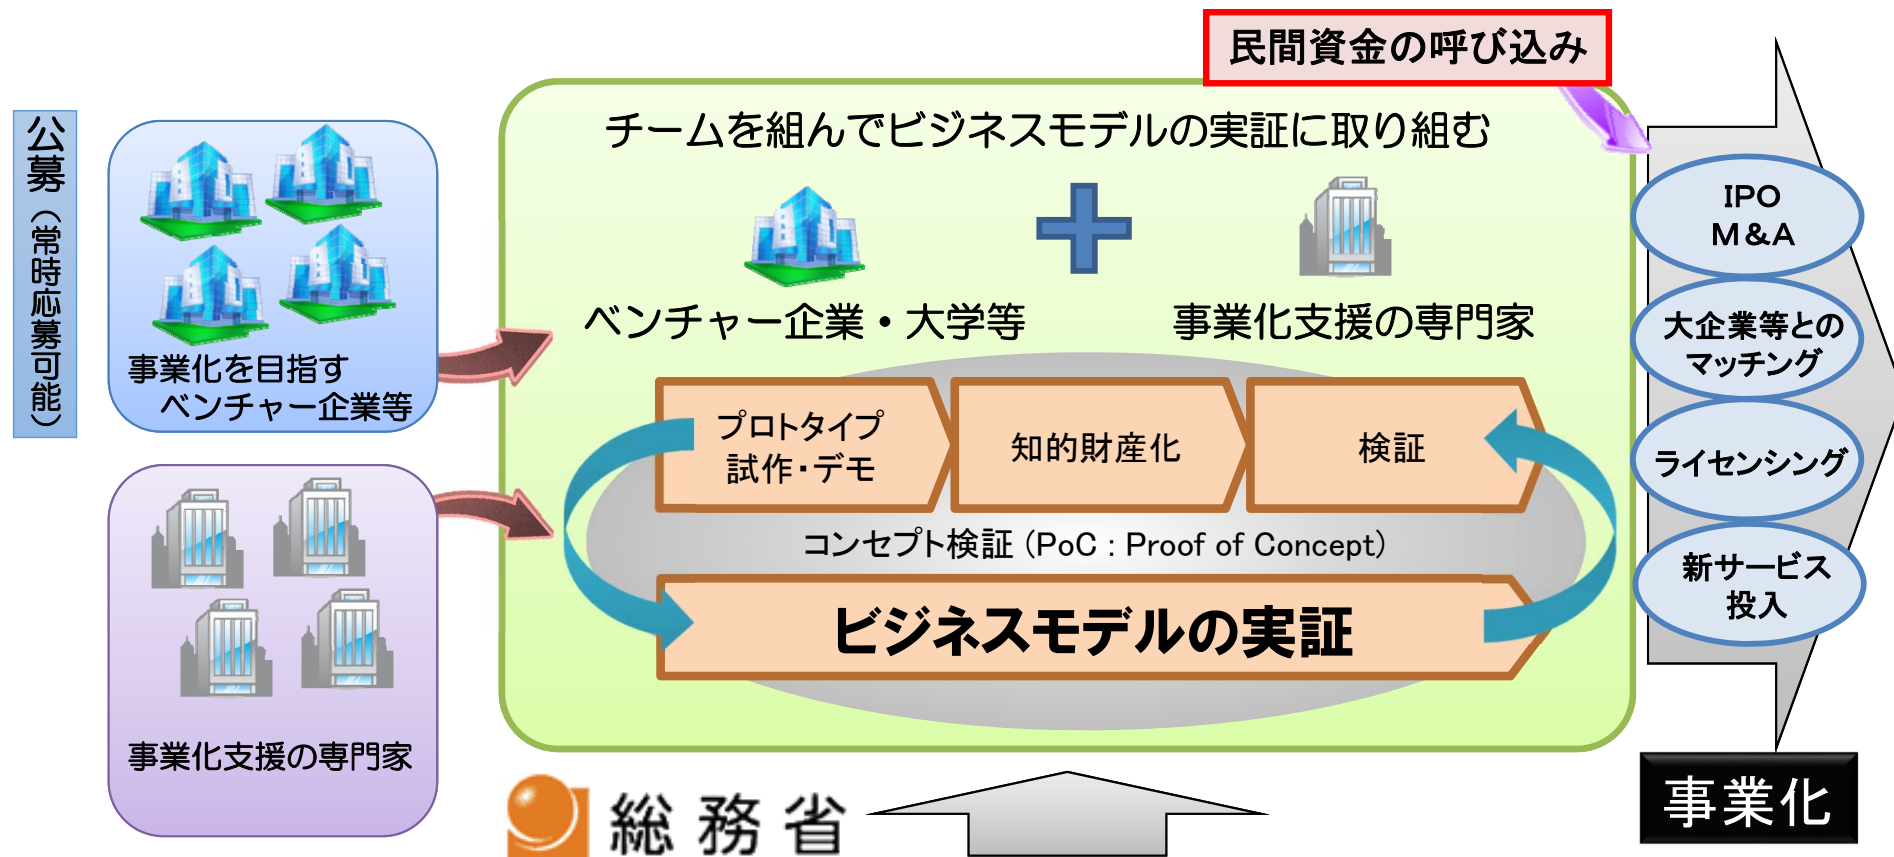 民間資金の呼び込み
公募（常時応募可能）
チームを組んでビジネスモデルの実証に取り組む
事業化を目指す
ベンチャー企業等
ベンチャー企業・大学等
事業化支援の専門家
IPO
M&A
大企業等との
マッチング
ライセンシング
新サービス
投入
プロトタイプ
試作・デモ
知的財産化
検証
コンセプト検証 (PoC : Proof of Concept)
ビジネスモデルの実証
事業化支援の専門家
総務省
事業化